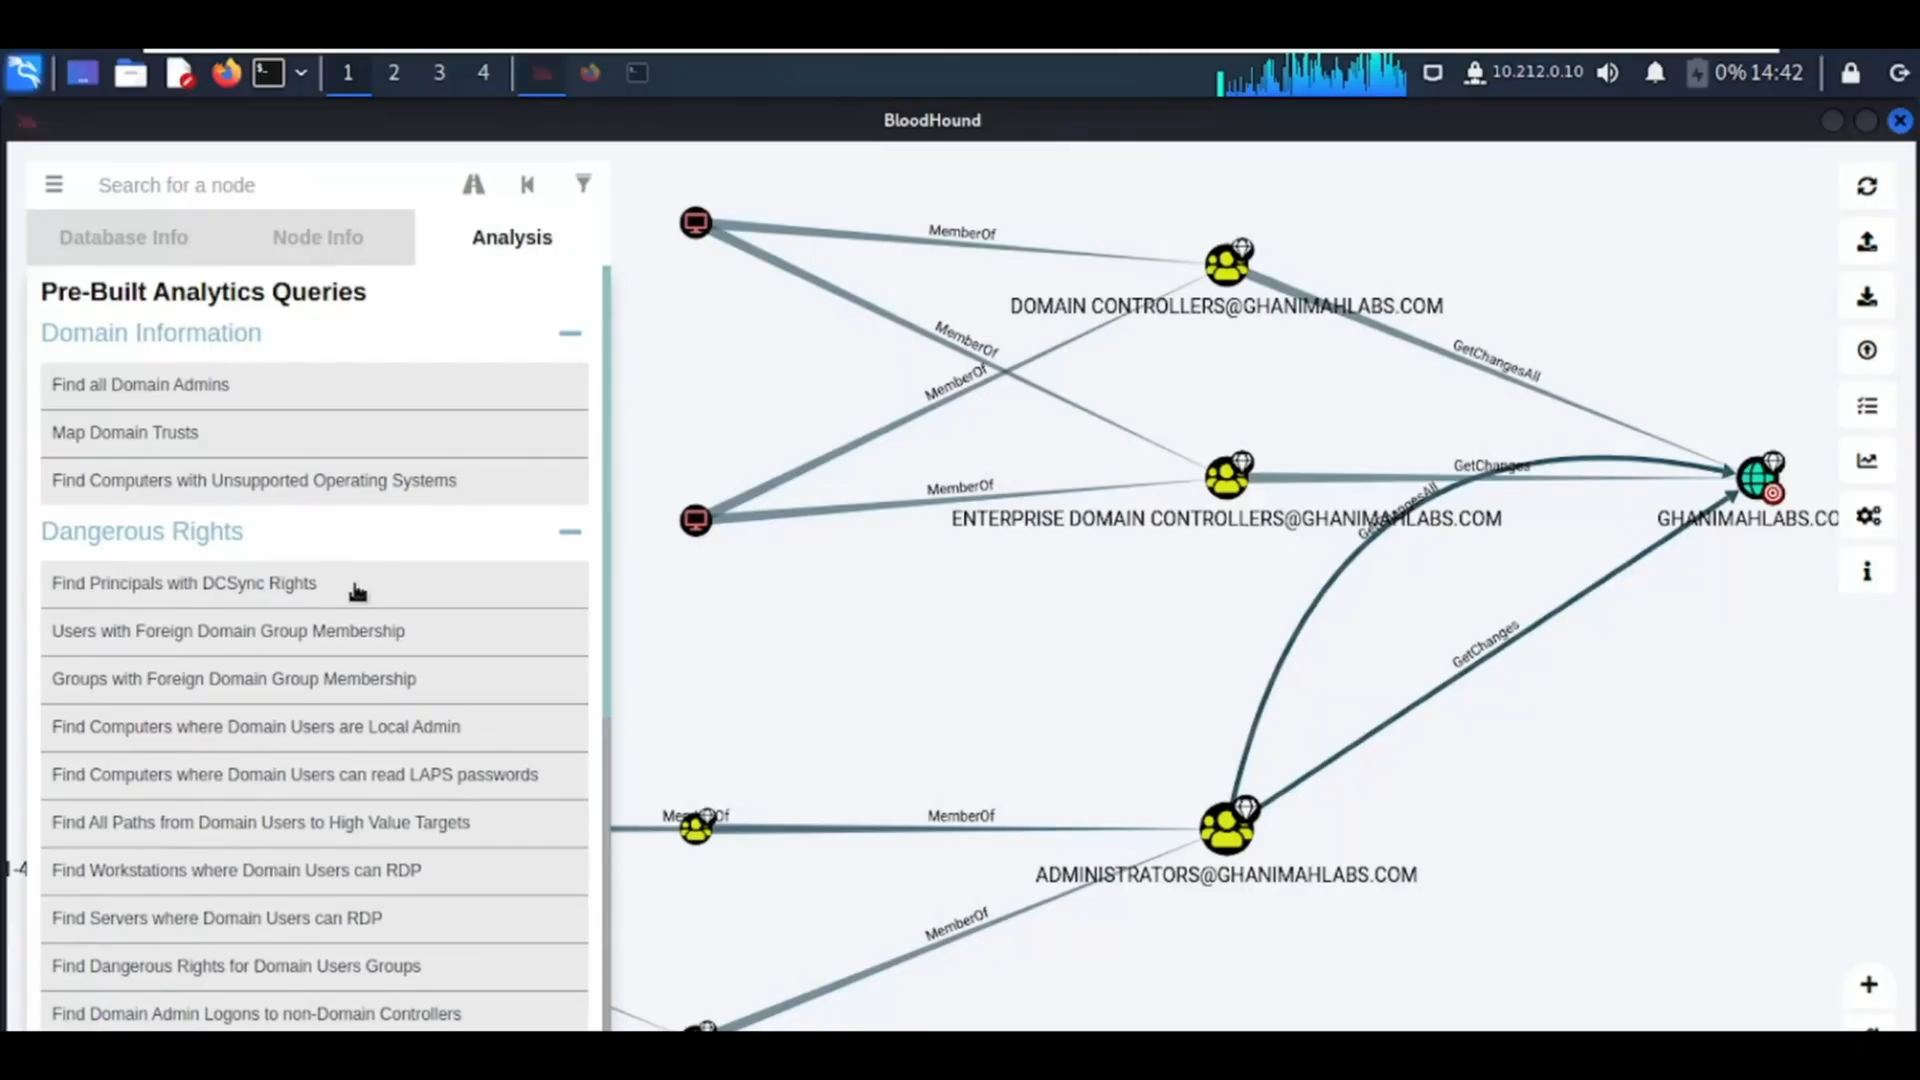 1 2 3 4
10.212.0.10
0% 14:42
BloodHound
Search for a node
Database Info
Node Info
Analysis
Pre-Built Analytics Queries
Domain Information
Find all Domain Admins
Map Domain Trusts
Find Computers with Unsupported Operating Systems
Dangerous Rights
Find Principals with DCSync Rights
Users with Foreign Domain Group Membership
Groups with Foreign Domain Group Membership
Find Computers where Domain Users are Local Admin
Find Computers where Domain Users can read LAPS passwords
Find All Paths from Domain Users to High Value Targets
Find Workstations where Domain Users can RDP
Find Servers where Domain Users can RDP
Find Dangerous Rights for Domain Users Groups
Find Domain Admin Logons to non-Domain Controllers
MemberOf
DOMAIN CONTROLLERS@GHANIMAHLABS.COM
MemberOf
MemberOf
GetChangesAll
GetChanges
MemberOf
GetChangesAll
ENTERPRISE DOMAIN CONTROLLERS@GHANIMAHLABS.COM
GHANIMAHLABS.CO
GetChanges
MemberOf
MemberOf
ADMINISTRATORS@GHANIMAHLABS.COM
MemberOf